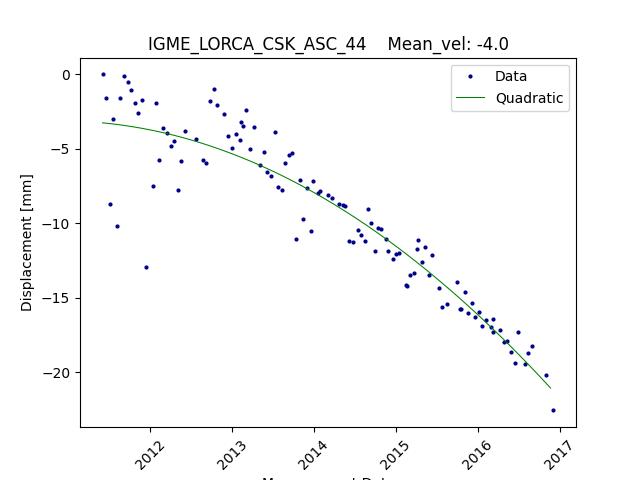 IGME_LORCA_CSK_ASC_44 Mean_vel: -4.0
Data
Quadratic
0
−5
−10
−15
−20
Displacement [mm]
2012 2013 2014 2015 2016 2017